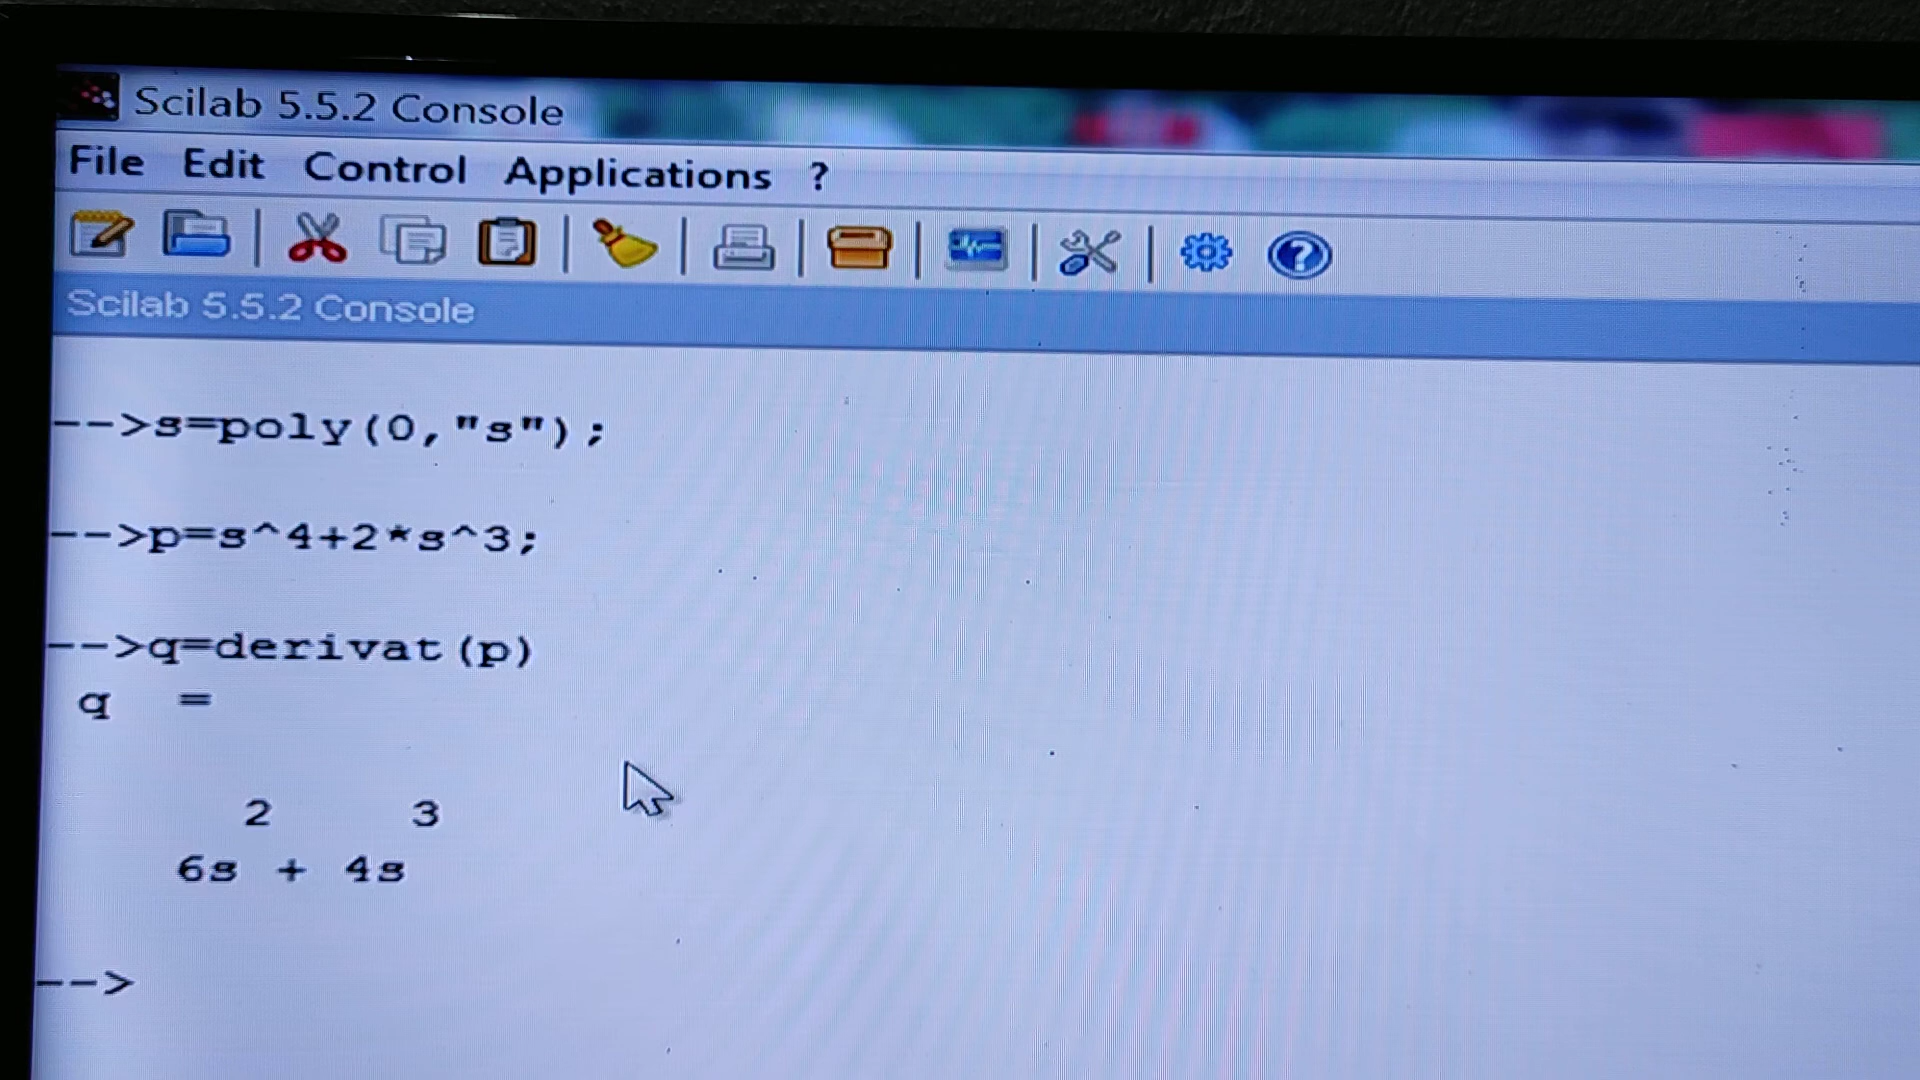 Scilab 5.5.2 Console
File Edit Control Applications ?
Scilab 5.5.2 Console
-->s=poly(0,"s");
-->p=s^4+2*s^3;
-->q=derivat(p)
q =
2 3
6s + 4s
-->